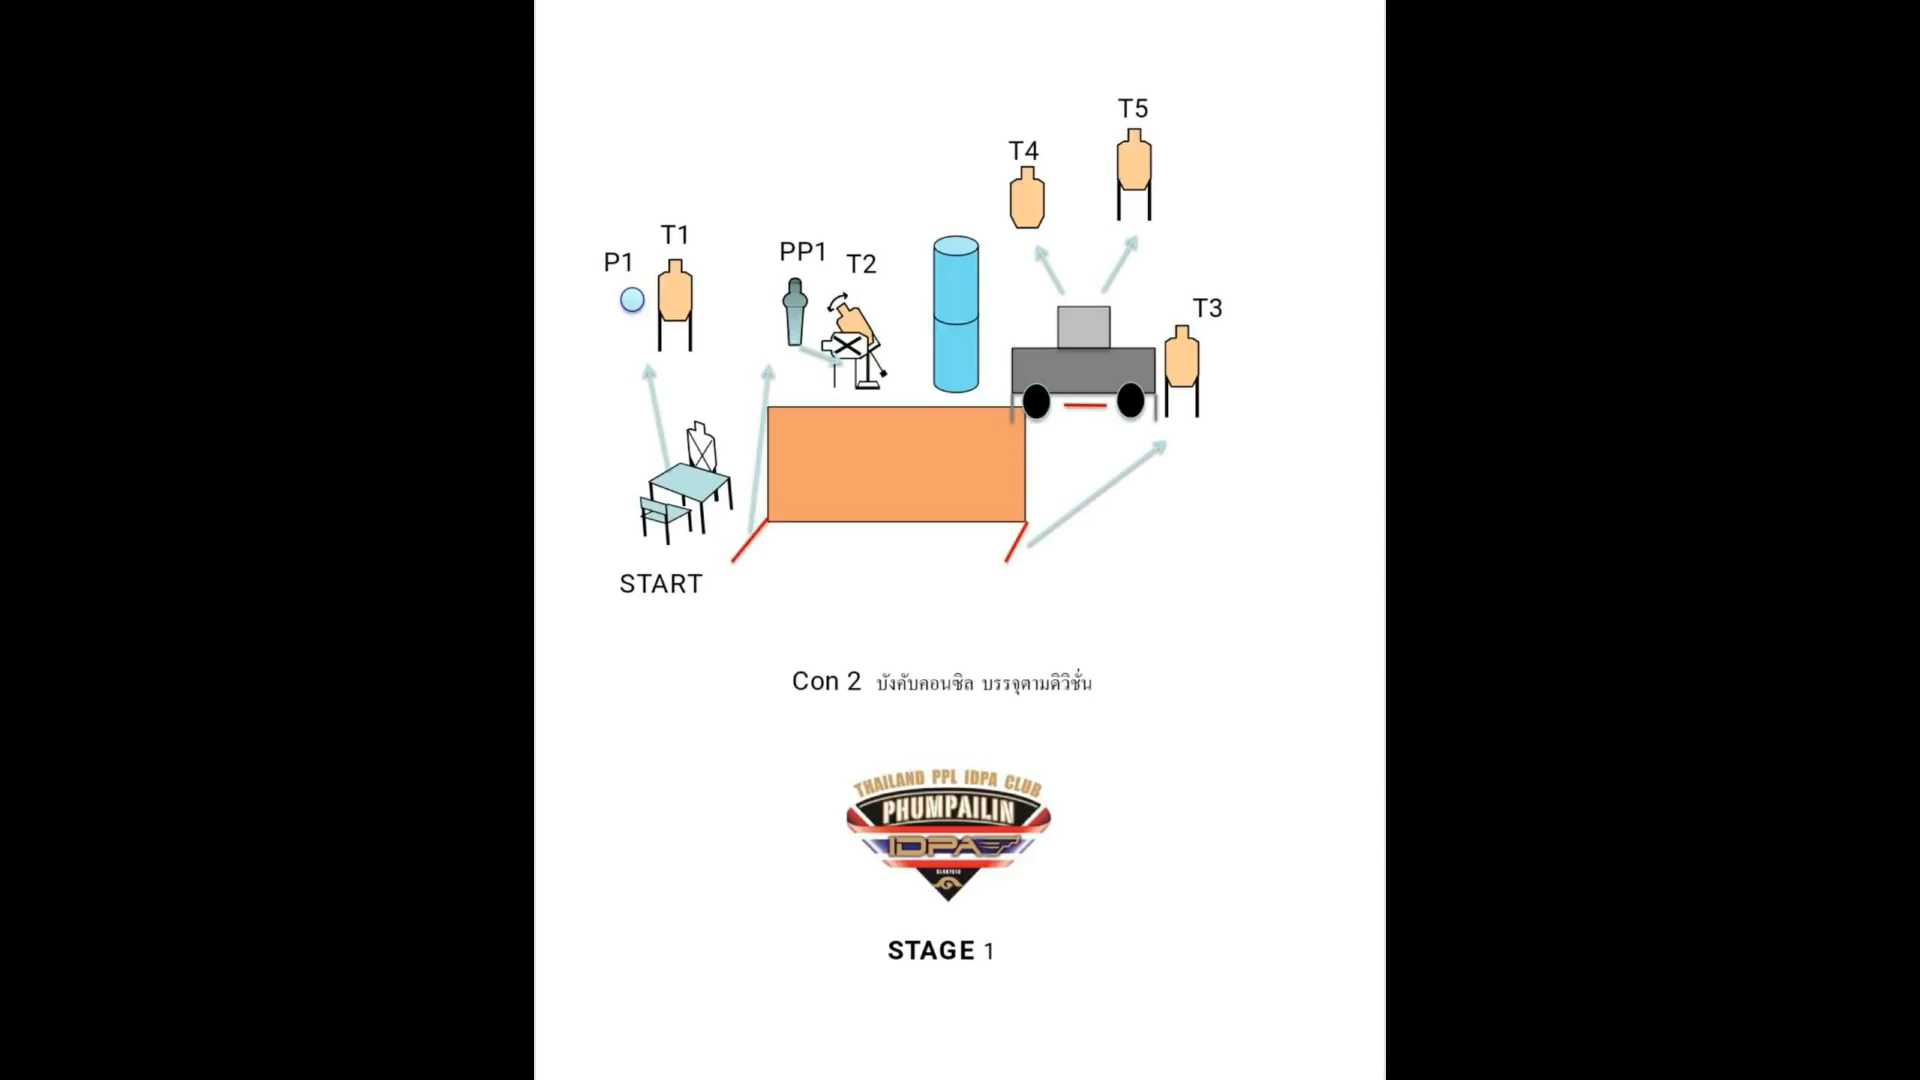 T5
T4
T1
P1
PP1
T2
T3
START
Con 2 บังคับคอนซิล บรรจุตามดิวิชั่น
THAILAND PPL IDPA CLUB
PHUMPAILIN
IDPA
STAGE 1